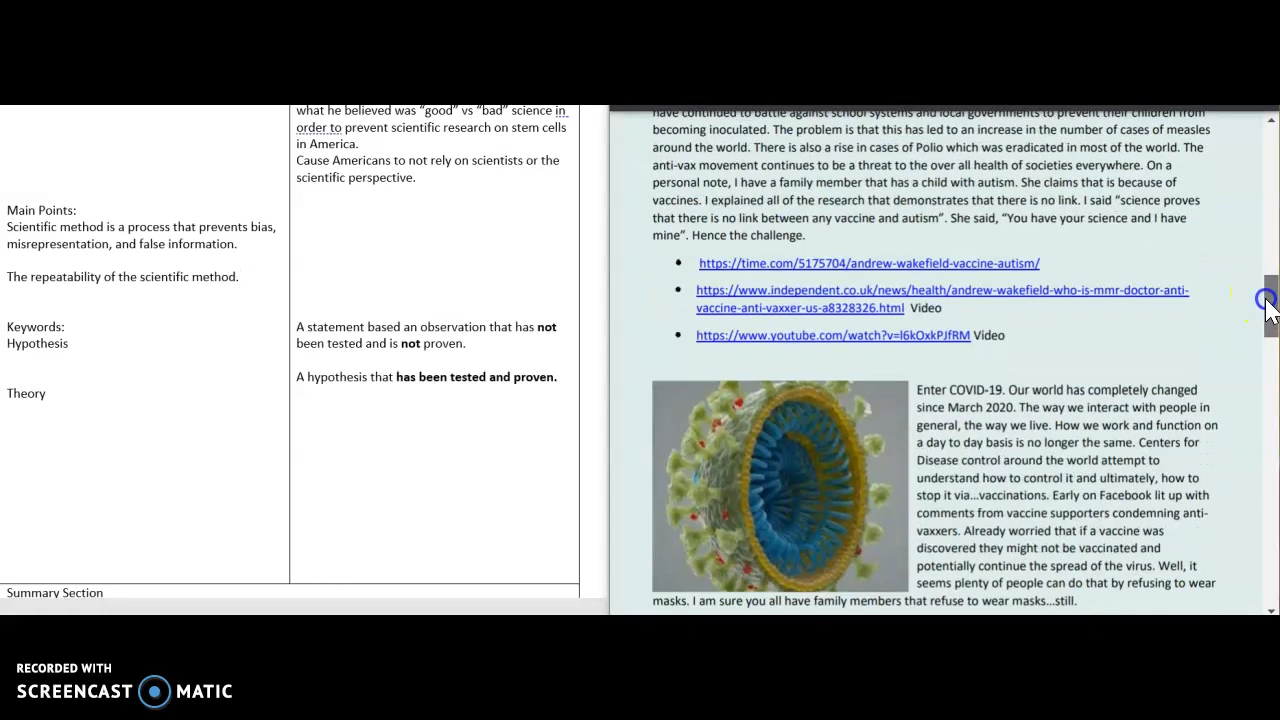 what he believed was “good” vs “bad” science in
order to prevent scientific research on stem cells
in America.
Cause Americans to not rely on scientists or the
scientific perspective.
Main Points:
Scientific method is a process that prevents bias,
misrepresentation, and false information.
The repeatability of the scientific method.
Keywords:
Hypothesis
A statement based an observation that has not
been tested and is not proven.
Theory
A hypothesis that has been tested and proven.
Summary Section
have continued to battle against school systems and local governments to prevent their children from
becoming inoculated. The problem is that this has led to an increase in the number of cases of measles
around the world. There is also a rise in cases of Polio which was eradicated in most of the world. The
anti-vax movement continues to be a threat to the over all health of societies everywhere. On a
personal note, I have a family member that has a child with autism. She claims that is because of
vaccines. I explained all of the research that demonstrates that there is no link. I said “science proves
that there is no link between any vaccine and autism”. She said, “You have your science and I have
mine”. Hence the challenge.
https://time.com/5175704/andrew-wakefield-vaccine-autism/
https://www.independent.co.uk/news/health/andrew-wakefield-who-is-mmr-doctor-anti-
vaccine-anti-vaxxer-us-a8328326.html Video
https://www.youtube.com/watch?v=l6kOxkPJfRM Video
Enter COVID-19. Our world has completely changed
since March 2020. The way we interact with people in
general, the way we live. How we work and function on
a day to day basis is no longer the same. Centers for
Disease control around the world attempt to
understand how to control it and ultimately, how to
stop it via…vaccinations. Early on Facebook lit up with
comments from vaccine supporters condemning anti-
vaxxers. Already worried that if a vaccine was
discovered they might not be vaccinated and
potentially continue the spread of the virus. Well, it
seems plenty of people can do that by refusing to wear
masks. I am sure you all have family members that refuse to wear masks…still.
RECORDED WITH
SCREENCAST MATIC